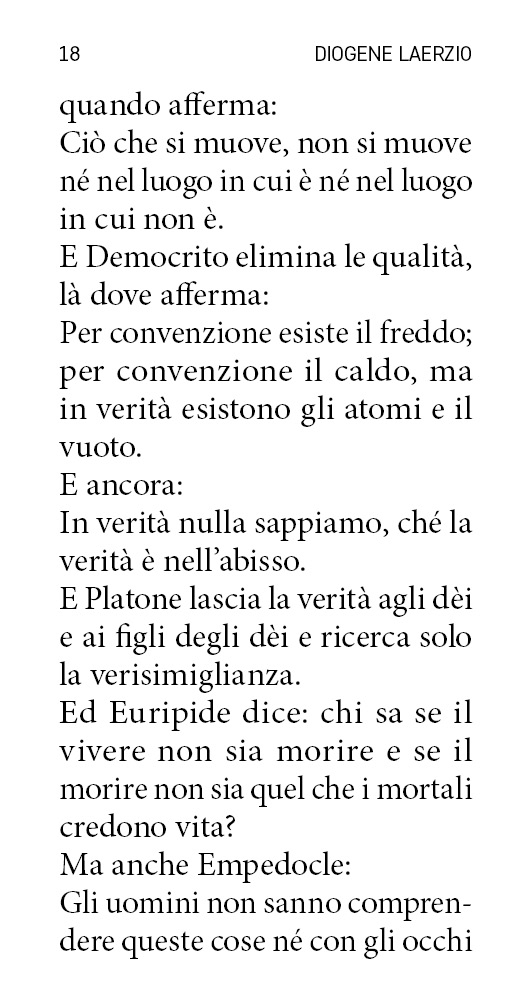 18 DIOGENE LAERZIO
quando afferma:
Ciò che si muove, non si muove
né nel luogo in cui è né nel luogo
in cui non è.
E Democrito elimina le qualità,
là dove afferma:
Per convenzione esiste il freddo;
per convenzione il caldo, ma
in verità esistono gli atomi e il
vuoto.
E ancora:
In verità nulla sappiamo, ché la
verità è nell’abisso.
E Platone lascia la verità agli dèi
e ai figli degli dèi e ricerca solo
la verisimiglianza.
Ed Euripide dice: chi sa se il
vivere non sia morire e se il
morire non sia quel che i mortali
credono vita?
Ma anche Empedocle:
Gli uomini non sanno compren-
dere queste cose né con gli occhi